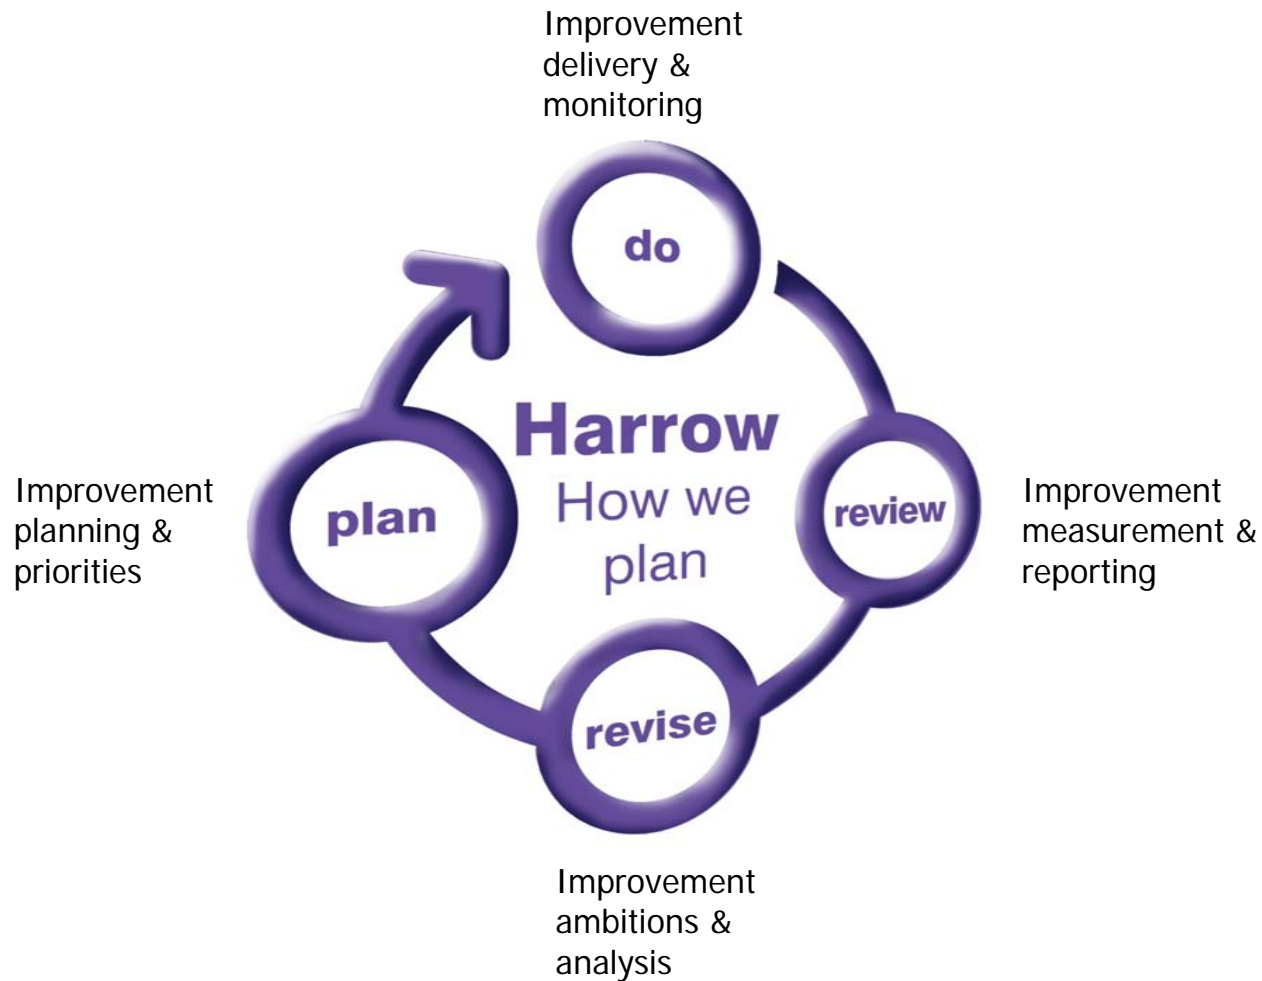 Improvement
delivery &
monitoring
do
Harrow
How we
plan
plan
Improvement
planning &
priorities
review
Improvement
measurement &
reporting
revise
Improvement
ambitions &
analysis